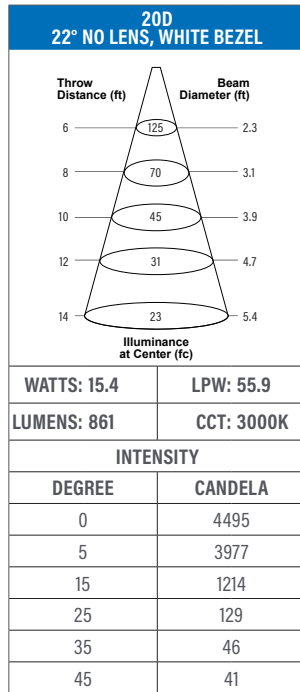 20D
22° NO LENS, WHITE BEZEL
Throw Distance (ft)
Beam Diameter (ft)
6 125 2.3
8 70 3.1
10 45 3.9
12 31 4.7
14 23 5.4
Illuminance
at Center (fc)
WATTS: 15.4 LPW: 55.9
LUMENS: 861 CCT: 3000K
INTENSITY
DEGREE CANDELA
0 4495
5 3977
15 1214
25 129
35 46
45 41